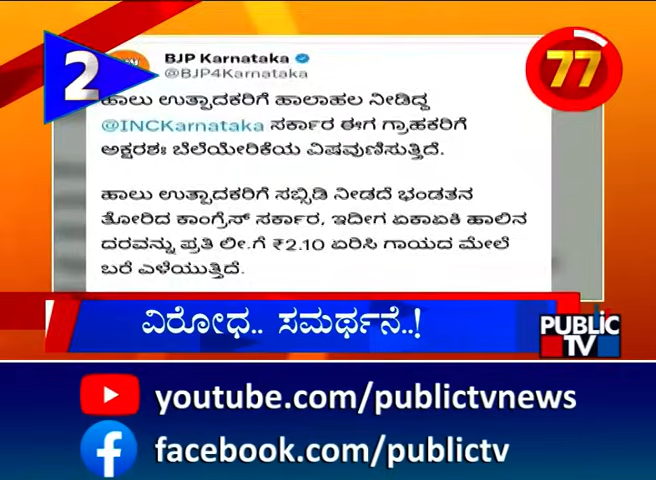 2
77
BJP Karnataka
@BJP4Karnataka
ಹಾಲು ಉತ್ಪಾದಕರಿಗೆ ಹಾಲಾಹಲ ನೀಡಿದ್ದ
@INCKarnataka ಸರ್ಕಾರ ಈಗ ಗ್ರಾಹಕರಿಗೆ
ಅಕ್ಷರಶಃ ಬೆಲೆಯೇರಿಕೆಯ ವಿಷವುಣಿಸುತ್ತಿದೆ.
ಹಾಲು ಉತ್ಪಾದಕರಿಗೆ ಸಬ್ಸಿಡಿ ನೀಡದೆ ಭಂಡತನ
ತೋರಿದ ಕಾಂಗ್ರೆಸ್ ಸರ್ಕಾರ, ಇದೀಗ ಏಕಾಏಕಿ ಹಾಲಿನ
ದರವನ್ನು ಪ್ರತಿ ಲೀ.ಗೆ ₹2.10 ಏರಿಸಿ ಗಾಯದ ಮೇಲೆ
ಬರೆ ಎಳೆಯುತ್ತಿದೆ.
ವಿರೋಧ.. ಸಮರ್ಥನೆ..!
PUBLiC
TV
youtube.com/publictvnews
facebook.com/publictv